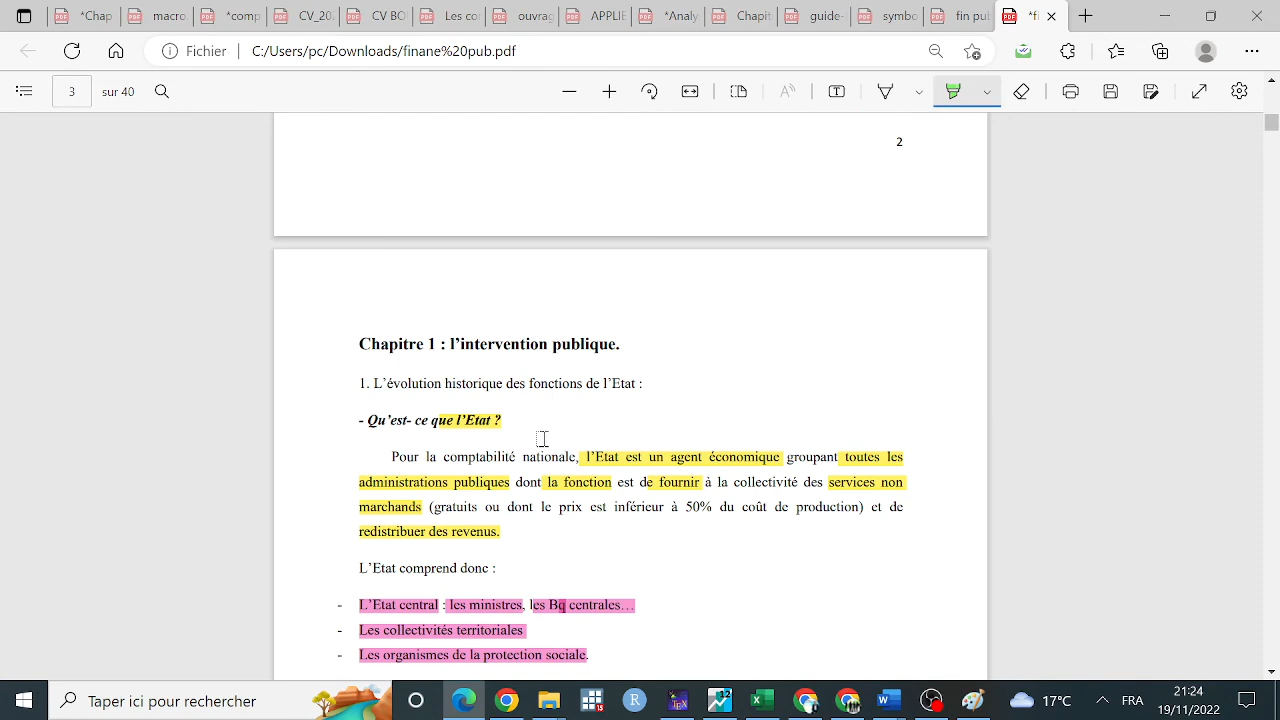 *Chap
macro
*comp
CV_20
CV BC
Les co
ouvrag
APPLIE
*Analy
Chapit
guide-
symbo
fin put
*fi
Fichier
C:/Users/pc/Downloads/finane%20pub.pdf
3
sur 40
2
Chapitre 1 : l’intervention publique.
1. L’évolution historique des fonctions de l’Etat :
- Qu’est- ce que l’Etat ?
Pour la comptabilité nationale, l’Etat est un agent économique groupant toutes les
administrations publiques dont la fonction est de fournir à la collectivité des services non
marchands (gratuits ou dont le prix est inférieur à 50% du coût de production) et de
redistribuer des revenus.
L’Etat comprend donc :
- L’Etat central : les ministres, les Bq centrales…
- Les collectivités territoriales
- Les organismes de la protection sociale.
Taper ici pour rechercher
17°C
FRA
21:24
19/11/2022